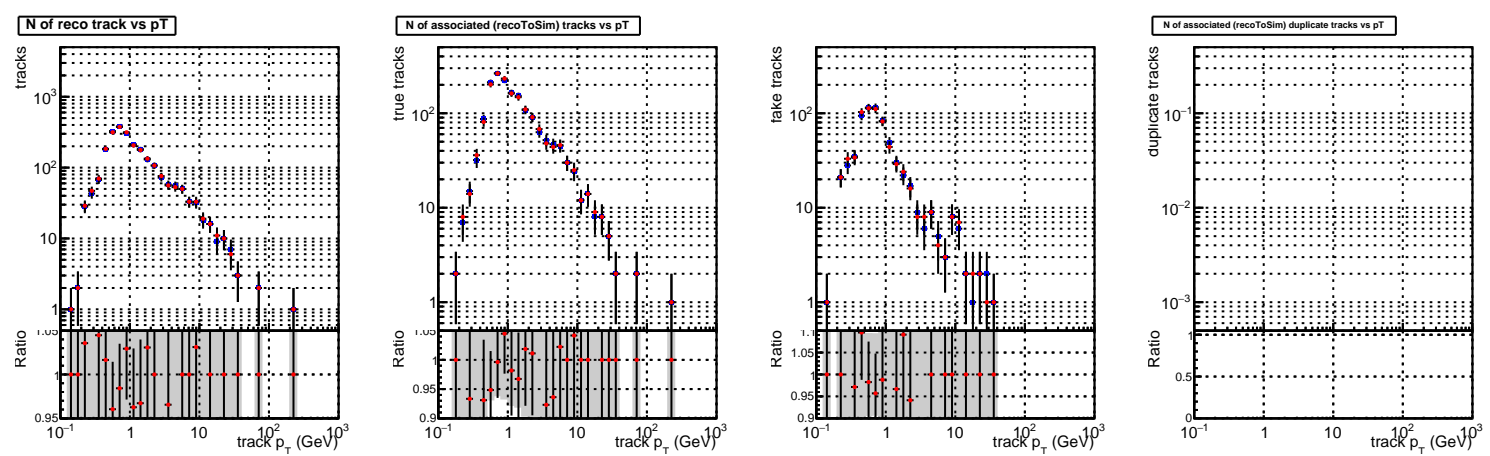 N of reco track vs pT
N of associated (recoToSim) tracks vs pT
N of associated (recoToSim) duplicate tracks vs pT
tracks
10³
10²
10
1
Ratio
1.05
1
0.95
10⁻¹ 1 10 10² 10³
track p_T (GeV)
true tracks
10²
10
1
Ratio
1.05
1
0.95
0.9
10⁻¹ 1 10 10² 10³
track p_T (GeV)
fake tracks
10²
10
1
Ratio
1.1
1.05
1
0.95
0.9
10⁻¹ 1 10 10² 10³
track p_T (GeV)
duplicate tracks
10⁻¹
10⁻²
10⁻³
Ratio
1
0.5
0
10⁻¹ 1 10 10² 10³
track p_T (GeV)